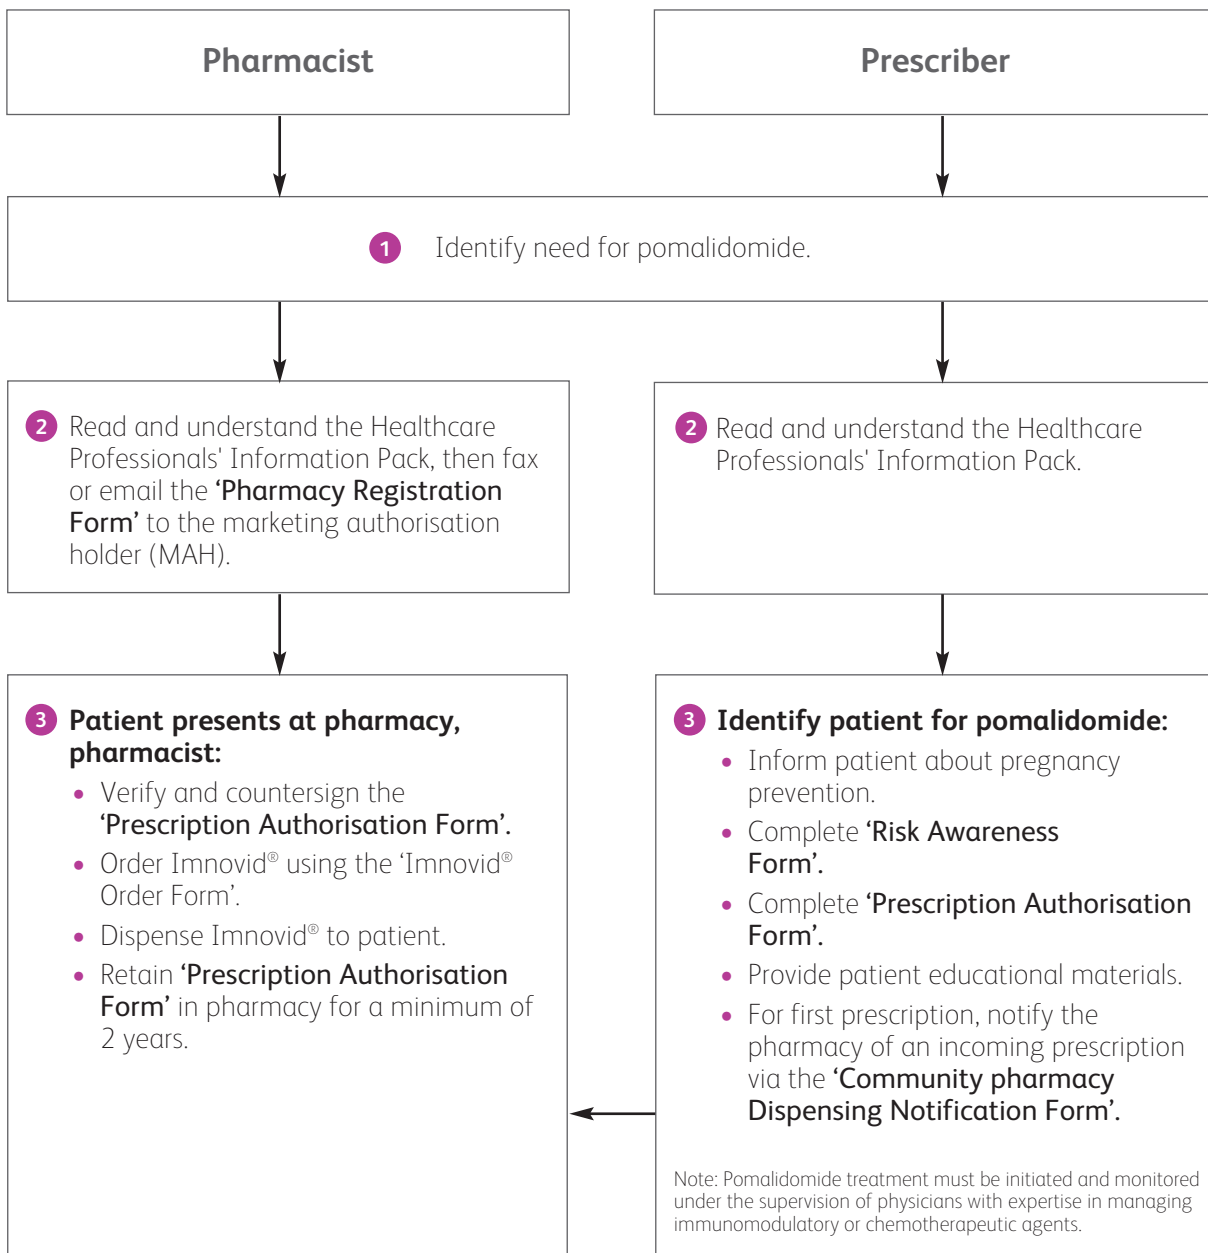 Pharmacist
Prescriber
1 Identify need for pomalidomide.
2 Read and understand the Healthcare
Professionals' Information Pack, then fax
or email the ‘Pharmacy Registration
Form’ to the marketing authorisation
holder (MAH).
2 Read and understand the Healthcare
Professionals' Information Pack.
3 Patient presents at pharmacy,
pharmacist:
• Verify and countersign the
‘Prescription Authorisation Form’.
• Order Imnovid® using the ‘Imnovid®
Order Form’.
• Dispense Imnovid® to patient.
• Retain ‘Prescription Authorisation
Form’ in pharmacy for a minimum of
2 years.
3 Identify patient for pomalidomide:
• Inform patient about pregnancy
prevention.
• Complete ‘Risk Awareness
Form’.
• Complete ‘Prescription Authorisation
Form’.
• Provide patient educational materials.
• For first prescription, notify the
pharmacy of an incoming prescription
via the ‘Community pharmacy
Dispensing Notification Form’.
Note: Pomalidomide treatment must be initiated and monitored
under the supervision of physicians with expertise in managing
immunomodulatory or chemotherapeutic agents.